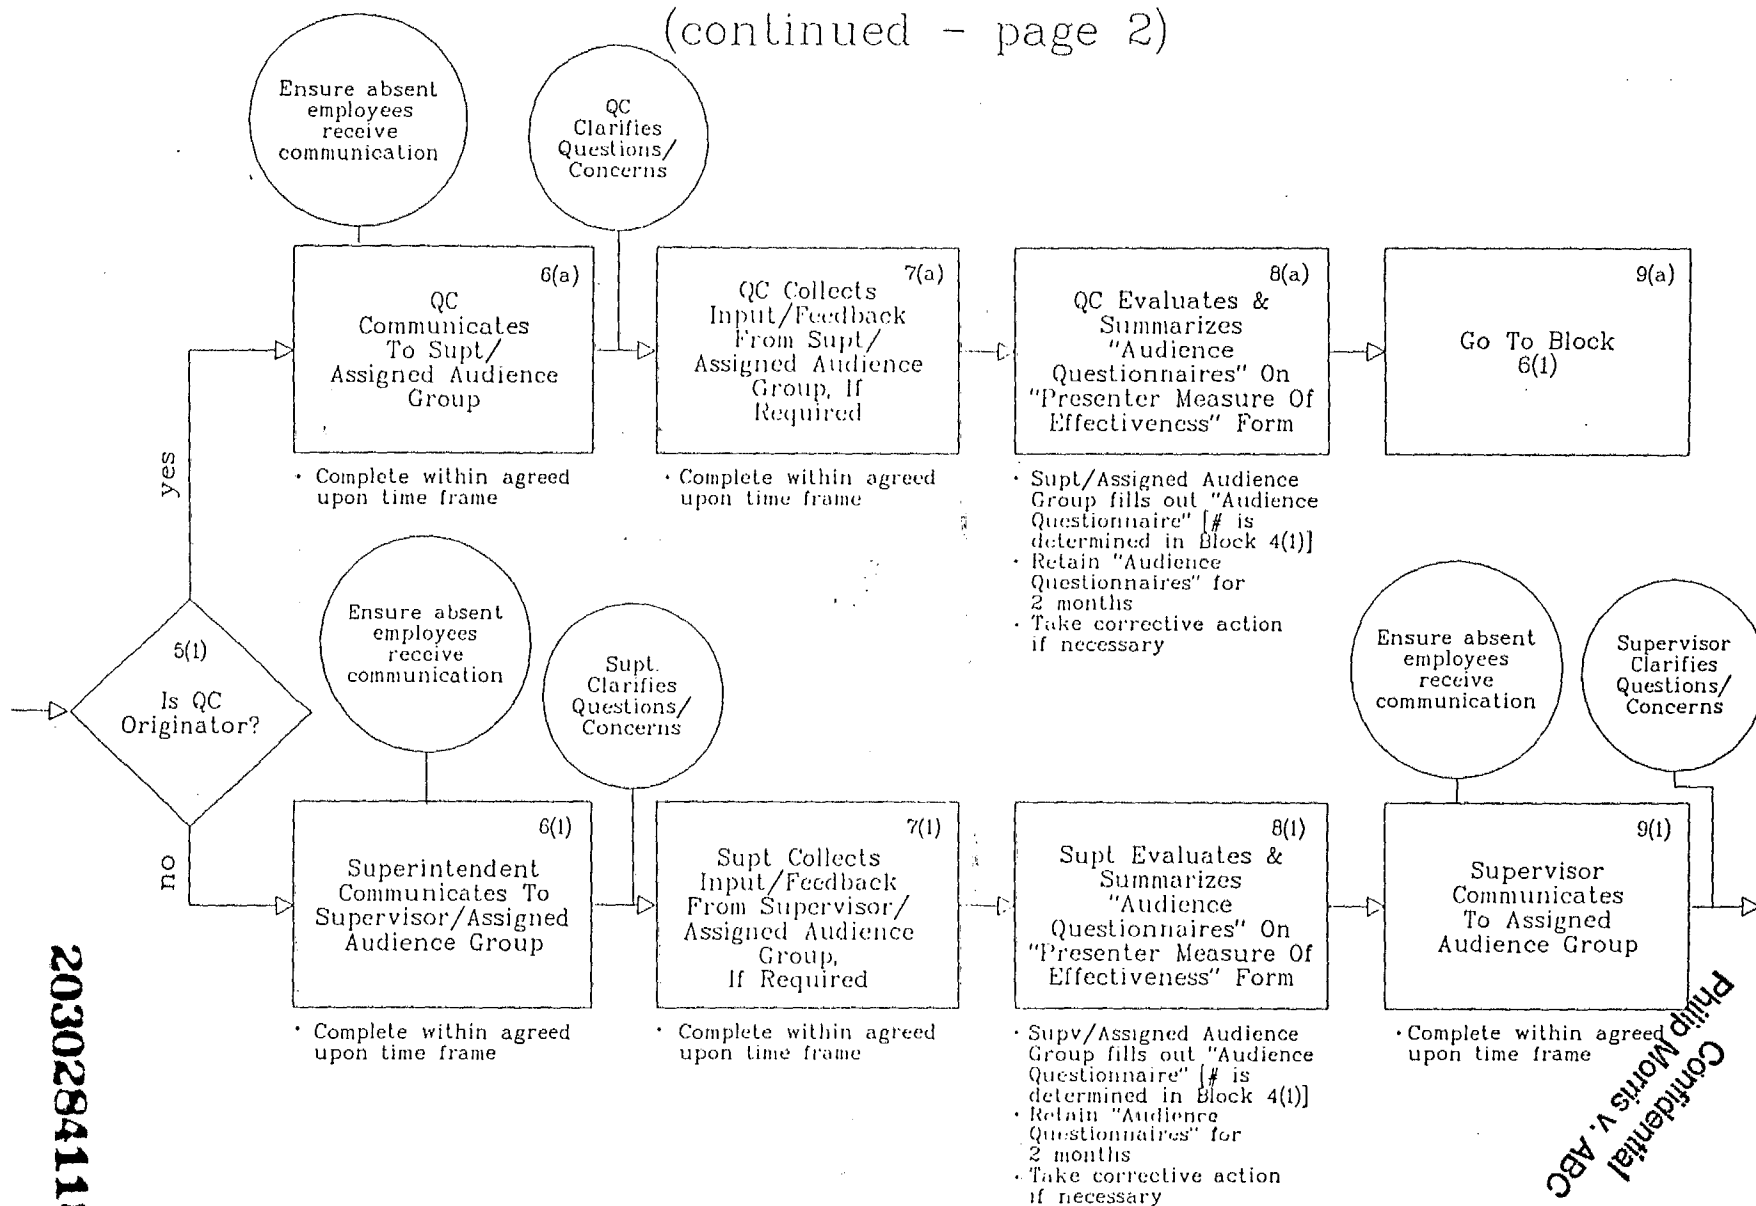 (continued - page 2)
Ensure absent
employees
receive
communication
QC
Clarifies
Questions/
Concerns
6(a)
QC
Communicates
To Supt/
Assigned Audience
Group
7(a)
QC Collects
Input/Feedback
From Supt/
Assigned Audience
Group, If
Required
8(a)
QC Evaluates &
Summarizes
"Audience
Questionnaires" On
"Presenter Measure Of
Effectiveness" Form
9(a)
Go To Block
6(1)
yes
· Complete within agreed
upon time frame
· Complete within agreed
upon time frame
· Supt/Assigned Audience
Group fills out "Audience
Questionnaire" [# is
determined in Block 4(1)]
· Retain "Audience
Questionnaires" for
2 months
· Take corrective action
if necessary
5(1)
Is QC
Originator?
Ensure absent
employees
receive
communication
Supt.
Clarifies
Questions/
Concerns
Ensure absent
employees
receive
communication
Supervisor
Clarifies
Questions/
Concerns
no
6(1)
Superintendent
Communicates To
Supervisor/Assigned
Audience Group
7(1)
Supt Collects
Input/Feedback
From Supervisor/
Assigned Audience
Group,
If Required
8(1)
Supt Evaluates &
Summarizes
"Audience
Questionnaires" On
"Presenter Measure Of
Effectiveness" Form
9(1)
Supervisor
Communicates
To Assigned
Audience Group
· Complete within agreed
upon time frame
· Complete within agreed
upon time frame
· Supv/Assigned Audience
Group fills out "Audience
Questionnaire" [# is
determined in Block 4(1)]
· Retain "Audience
Questionnaires" for
2 months
· Take corrective action
if necessary
· Complete within agreed
upon time frame
Confidential
Philip Morris v. ABC
203028411